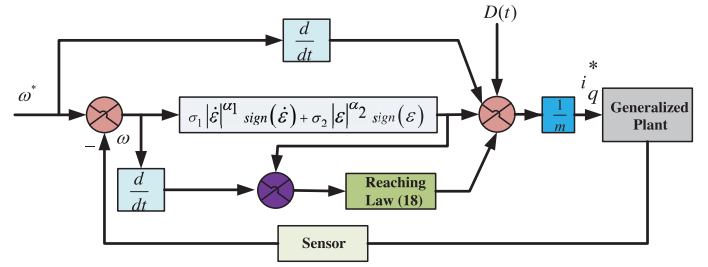 D(t)
d
dt
ω*
σ₁ |ε̇|^α1 sign(ε̇) + σ₂ |ε|^α2 sign(ε)
1
m
i*q
Generalized
Plant
−
ω
d
dt
Reaching
Law (18)
Sensor